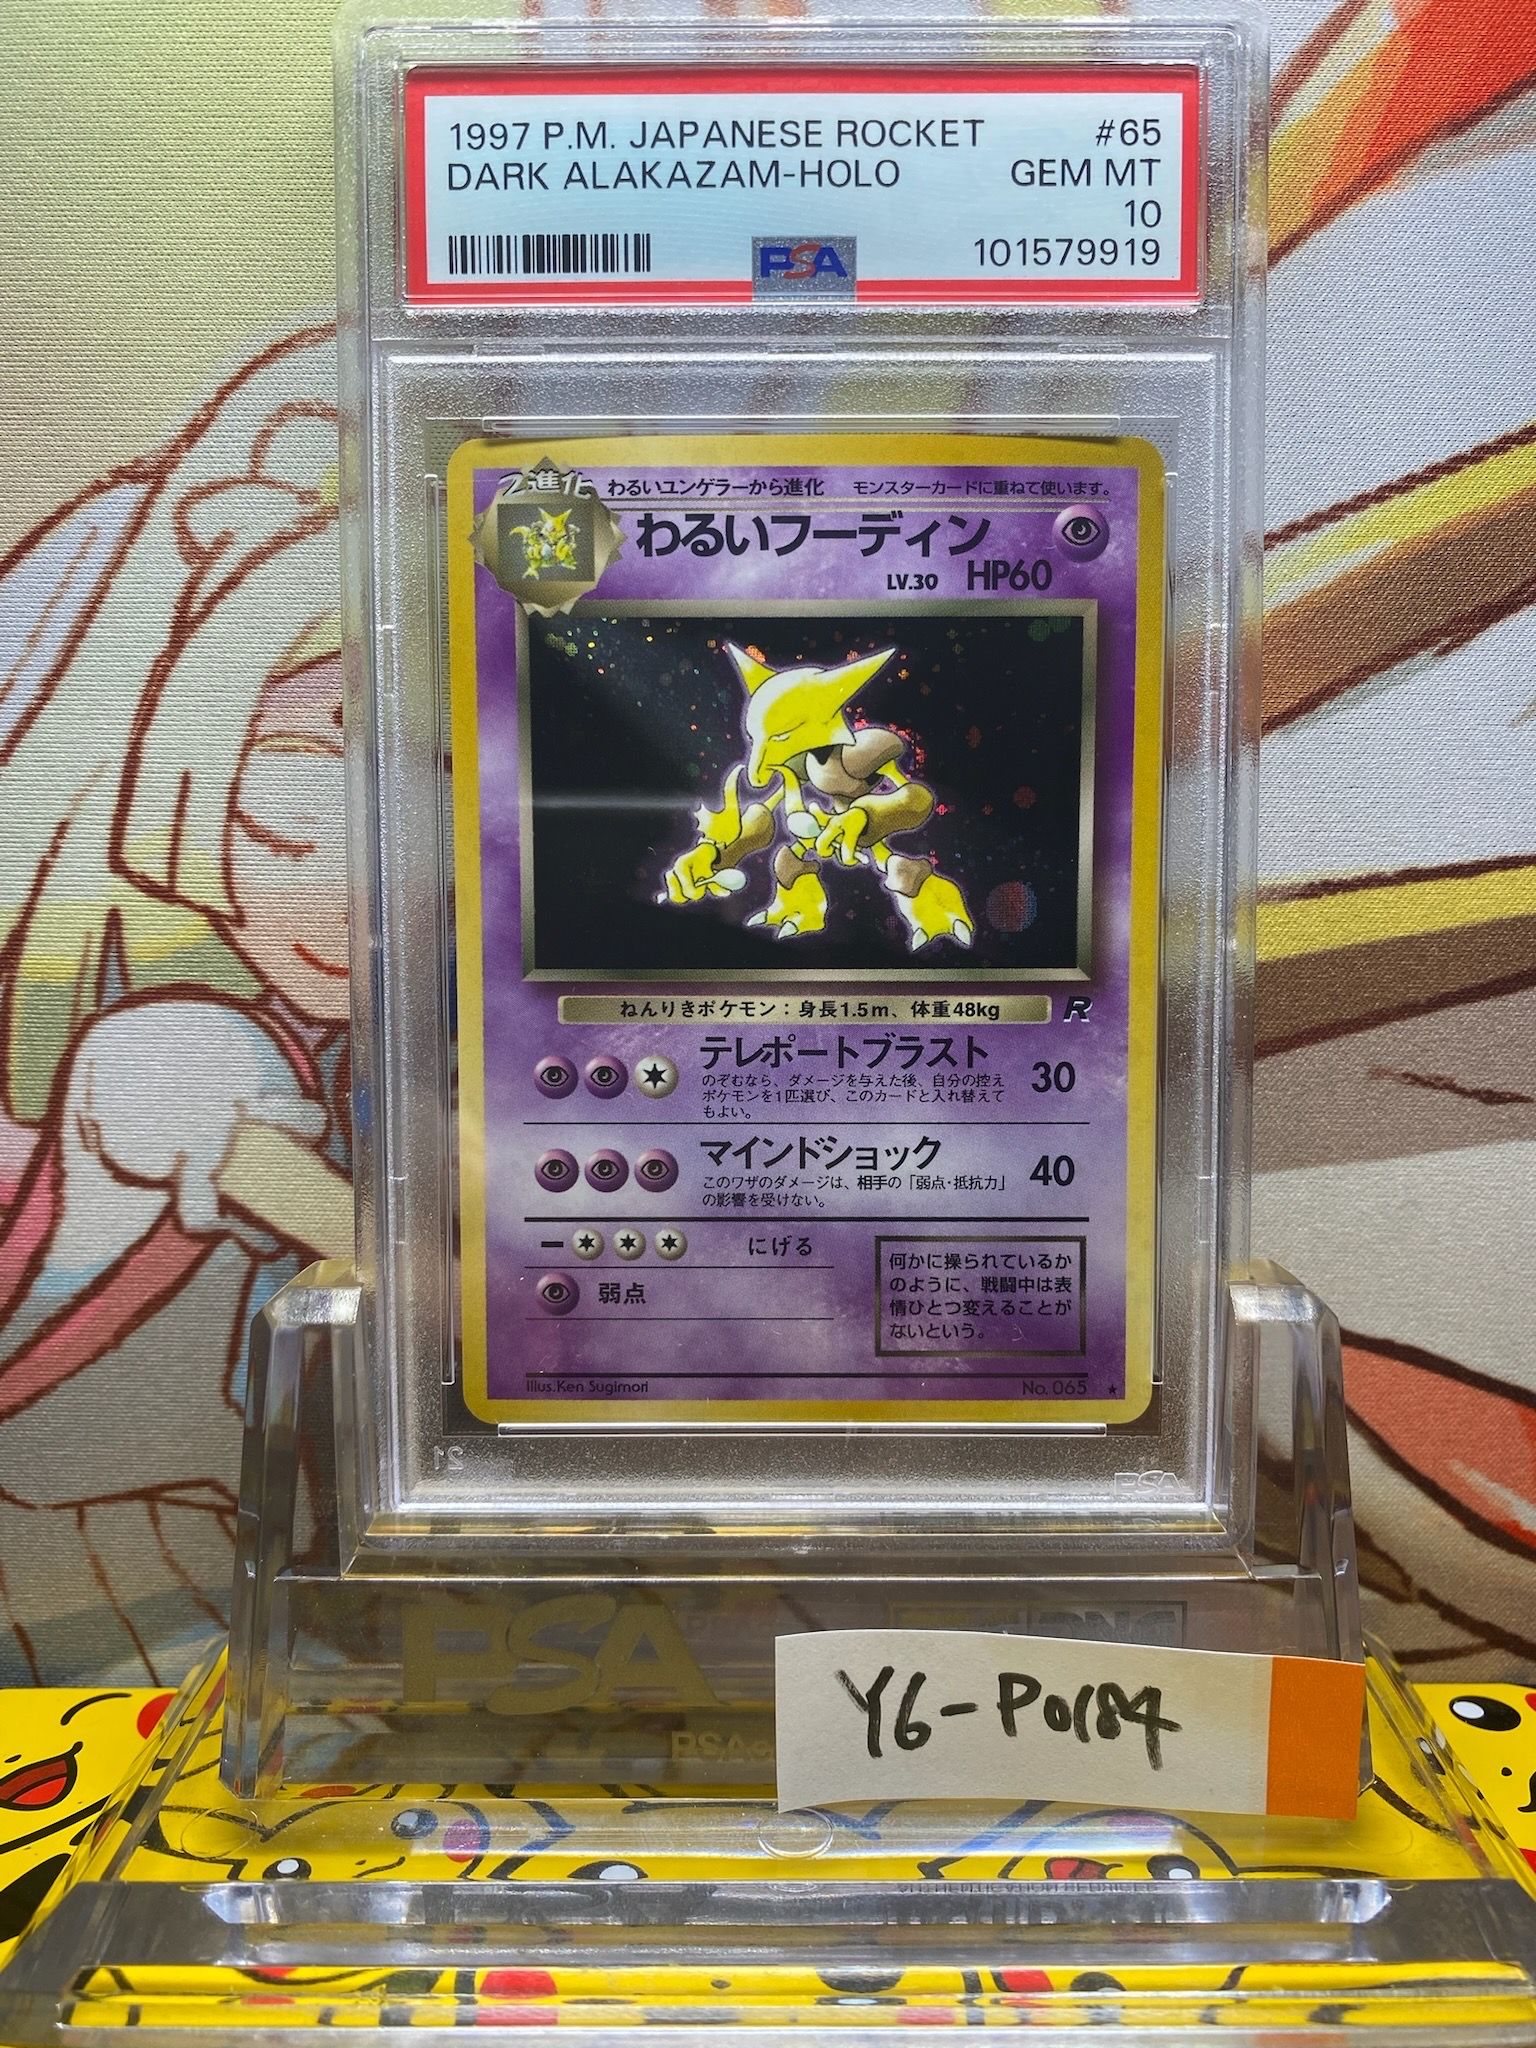 1997 P.M. JAPANESE ROCKET #65
DARK ALAKAZAM-HOLO GEM MT
10
PSA 101579919
2進化 わるいユンゲラーから進化 モンスターカードに重ねて使います。
わるいフーディン
LV.30 HP60
ねんりきポケモン：身長1.5m、体重48kg R
テレポートブラスト 30
のぞむなら、ダメージを与えた後、自分の控え
ポケモンを1匹選び、このカードと入れ替えて
もよい。
マインドショック 40
このワザのダメージは、相手の「弱点・抵抗力」
の影響を受けない。
にげる
弱点
何かに操られているか
のように、戦闘中は表
情ひとつ変えることが
ないという。
Illus.Ken Sugimori No. 065 ★
21 PSA
PSA
Y6-P0184